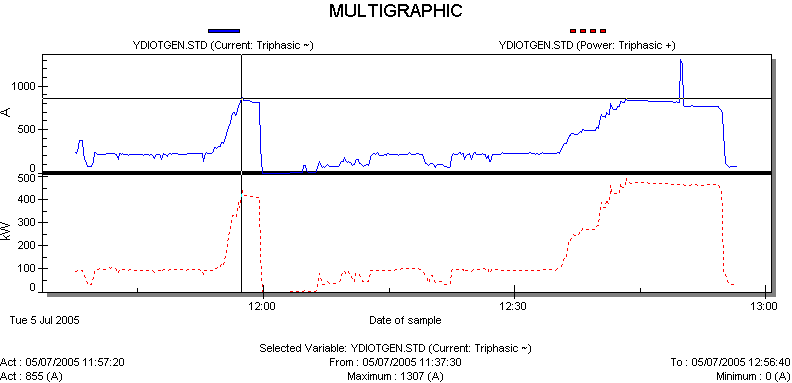 MULTIGRAPHIC
YDIOTGEN.STD (Current: Triphasic ~) YDIOTGEN.STD (Power: Triphasic +)
1000
A
500
0
500
400
300
kW
200
100
0
12:00 12:30 13:00
Tue 5 Jul 2005 Date of sample
Selected Variable: YDIOTGEN.STD (Current: Triphasic ~)
Act : 05/07/2005 11:57:20 From : 05/07/2005 11:37:30 To : 05/07/2005 12:56:40
Act : 855 (A) Maximum : 1307 (A) Minimum : 0 (A)